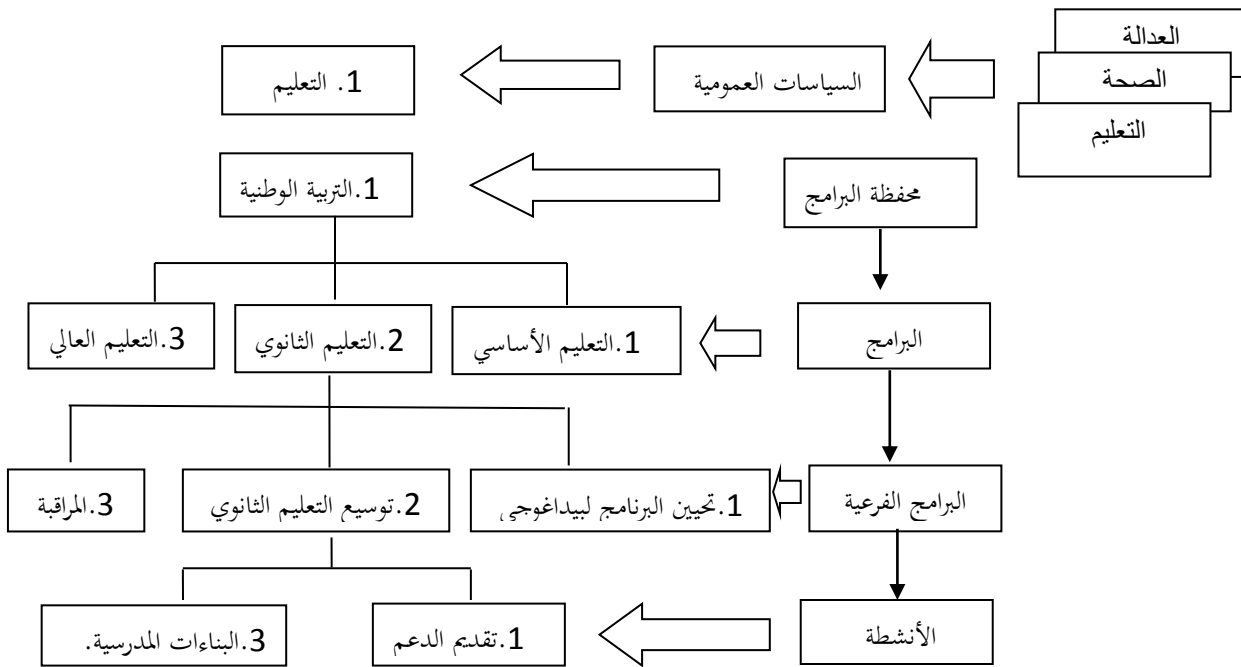 العدالة
الصحة
التعليم
السياسات العمومية
1. التعليم
محفظة البرامج
1.التربية الوطنية
البرامج
1.التعليم الأساسي
2.التعليم الثانوي
3.التعليم العالي
البرامج الفرعية
1.تحيين البرنامج لبيداغوجي
2.توسيع التعليم الثانوي
3.المراقبة
الأنشطة
1.تقديم الدعم
3.البناءات المدرسية.